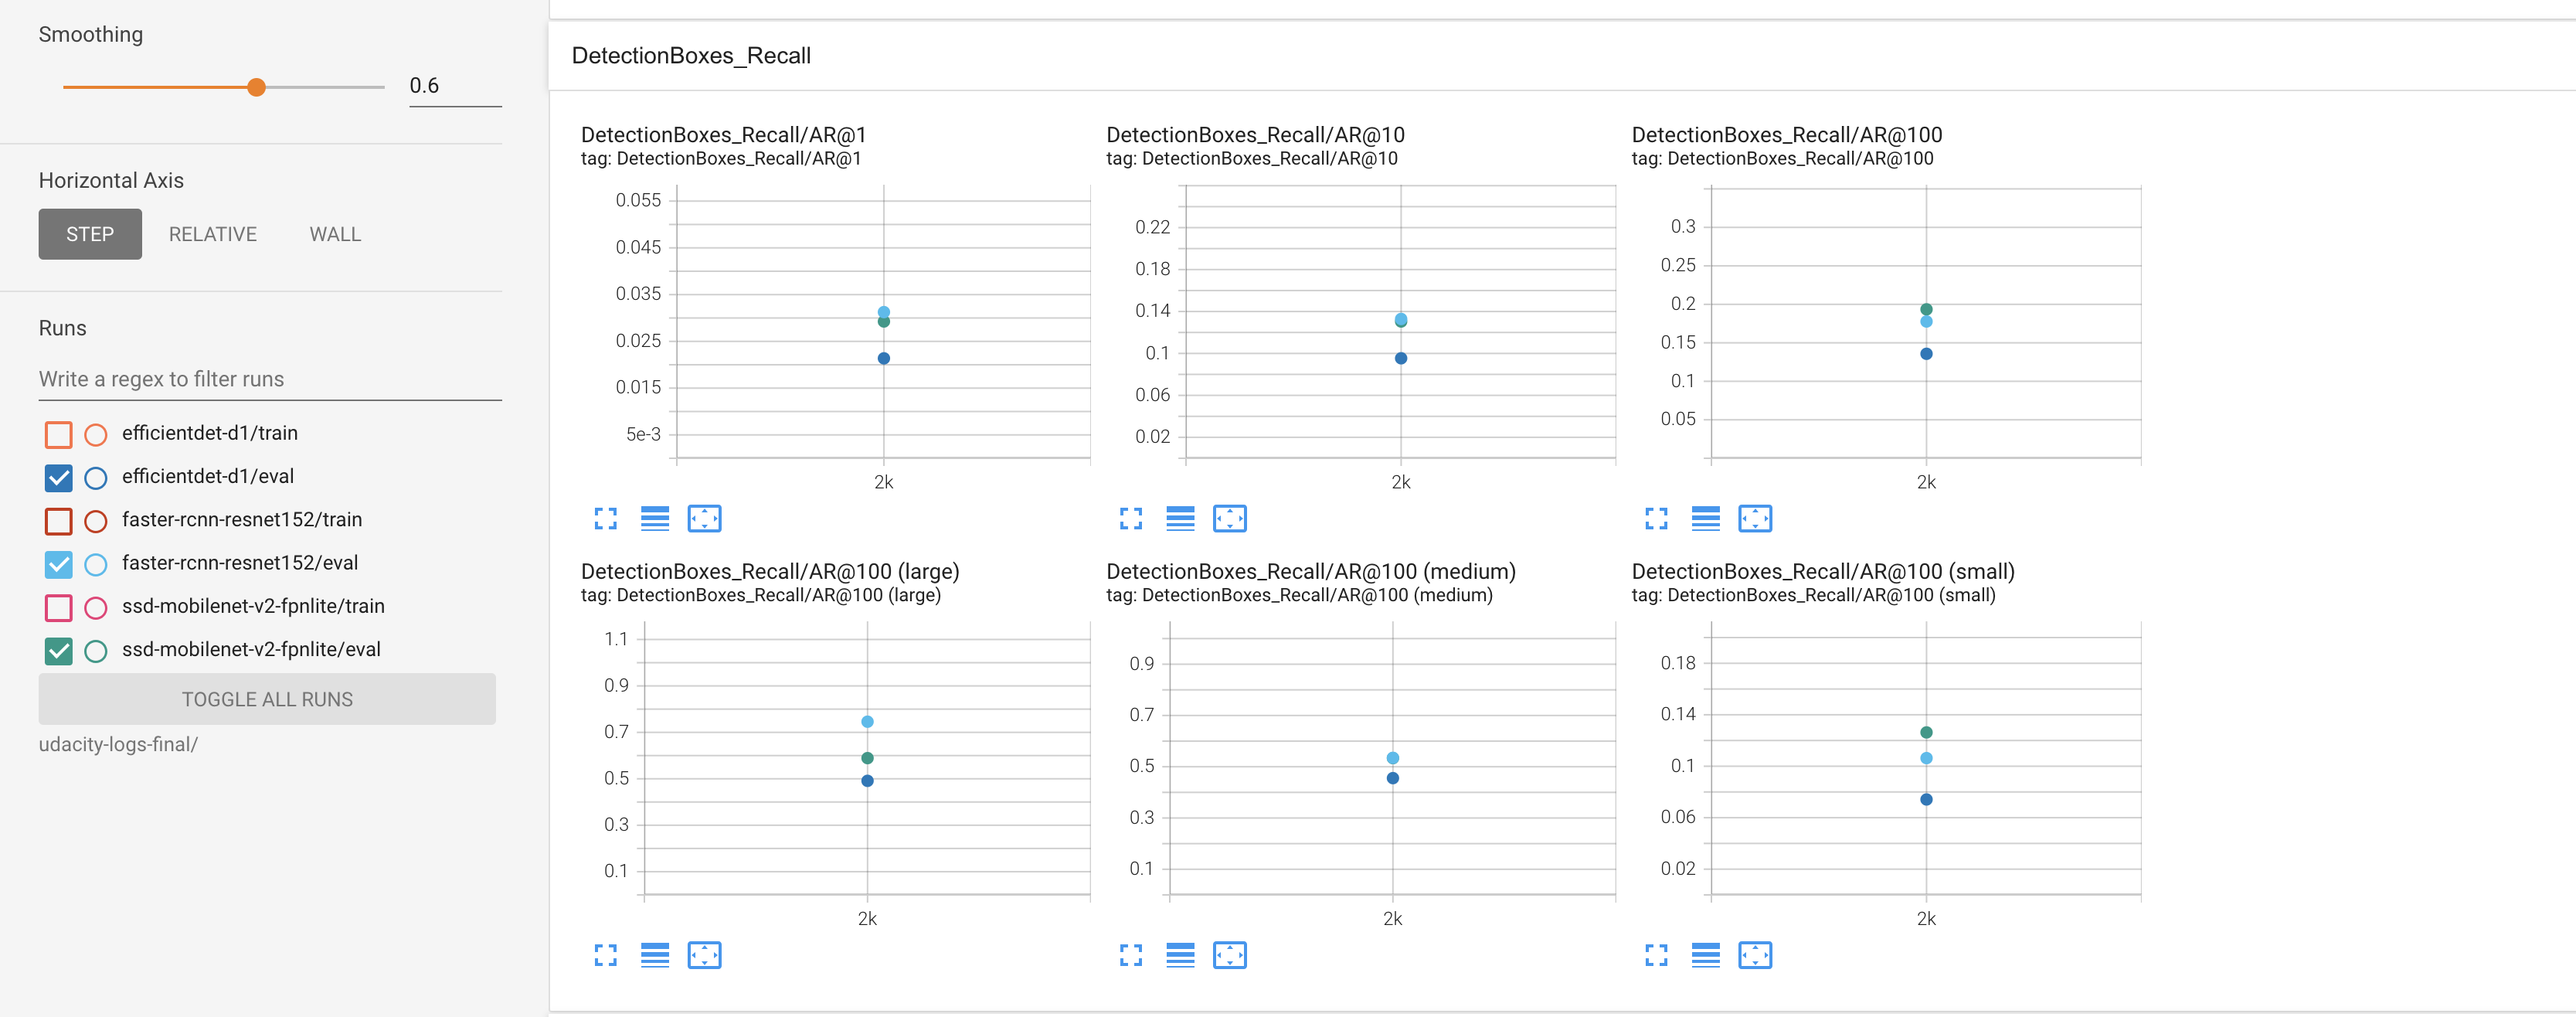 Smoothing
0.6
Horizontal Axis
STEP RELATIVE WALL
Runs
Write a regex to filter runs
efficientdet-d1/train
efficientdet-d1/eval
faster-rcnn-resnet152/train
faster-rcnn-resnet152/eval
ssd-mobilenet-v2-fpnlite/train
ssd-mobilenet-v2-fpnlite/eval
TOGGLE ALL RUNS
udacity-logs-final/
DetectionBoxes_Recall
DetectionBoxes_Recall/AR@1
tag: DetectionBoxes_Recall/AR@1
0.055
0.045
0.035
0.025
0.015
5e-3
2k
DetectionBoxes_Recall/AR@10
tag: DetectionBoxes_Recall/AR@10
0.22
0.18
0.14
0.1
0.06
0.02
2k
DetectionBoxes_Recall/AR@100
tag: DetectionBoxes_Recall/AR@100
0.3
0.25
0.2
0.15
0.1
0.05
2k
DetectionBoxes_Recall/AR@100 (large)
tag: DetectionBoxes_Recall/AR@100 (large)
1.1
0.9
0.7
0.5
0.3
0.1
2k
DetectionBoxes_Recall/AR@100 (medium)
tag: DetectionBoxes_Recall/AR@100 (medium)
0.9
0.7
0.5
0.3
0.1
2k
DetectionBoxes_Recall/AR@100 (small)
tag: DetectionBoxes_Recall/AR@100 (small)
0.18
0.14
0.1
0.06
0.02
2k